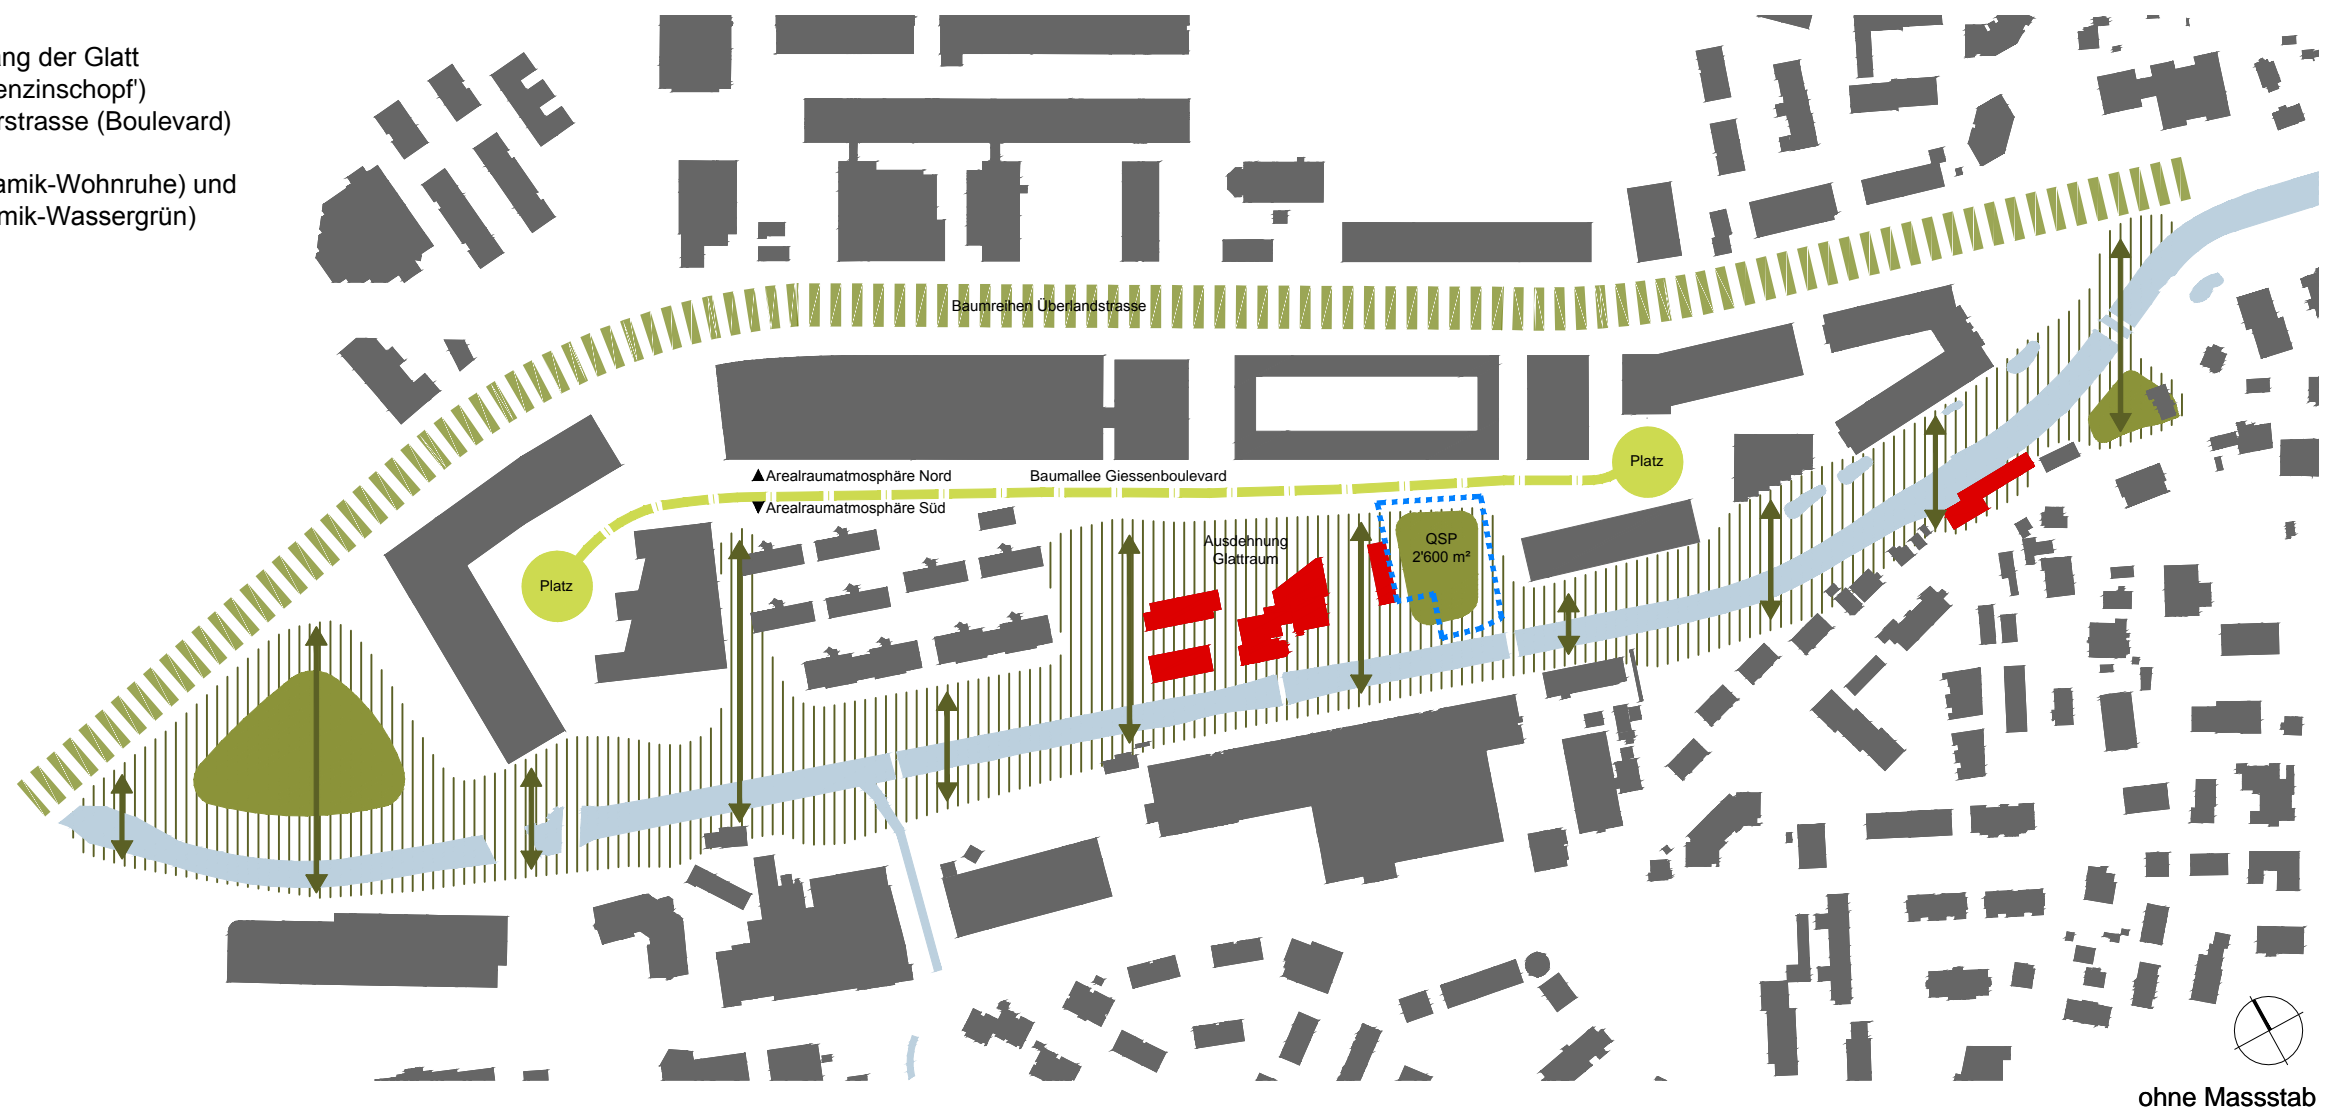 ang der Glatt
enzinschopf')
rstrasse (Boulevard)
amik-Wohnruhe) und
mik-Wassergrün)
Baumreihen Überlandstrasse
Platz
▲Arealraumatmosphäre Nord
Baumallee Giessenboulevard
▼Arealraumatmosphäre Süd
Ausdehnung
Glattraum
QSP
2'600 m²
Platz
ohne Massstab